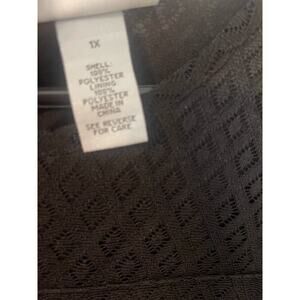 1X
SHELL:
100%
POLYESTER
LINING:
100%
POLYESTER
MADE IN
CHINA
SEE REVERSE
FOR CARE